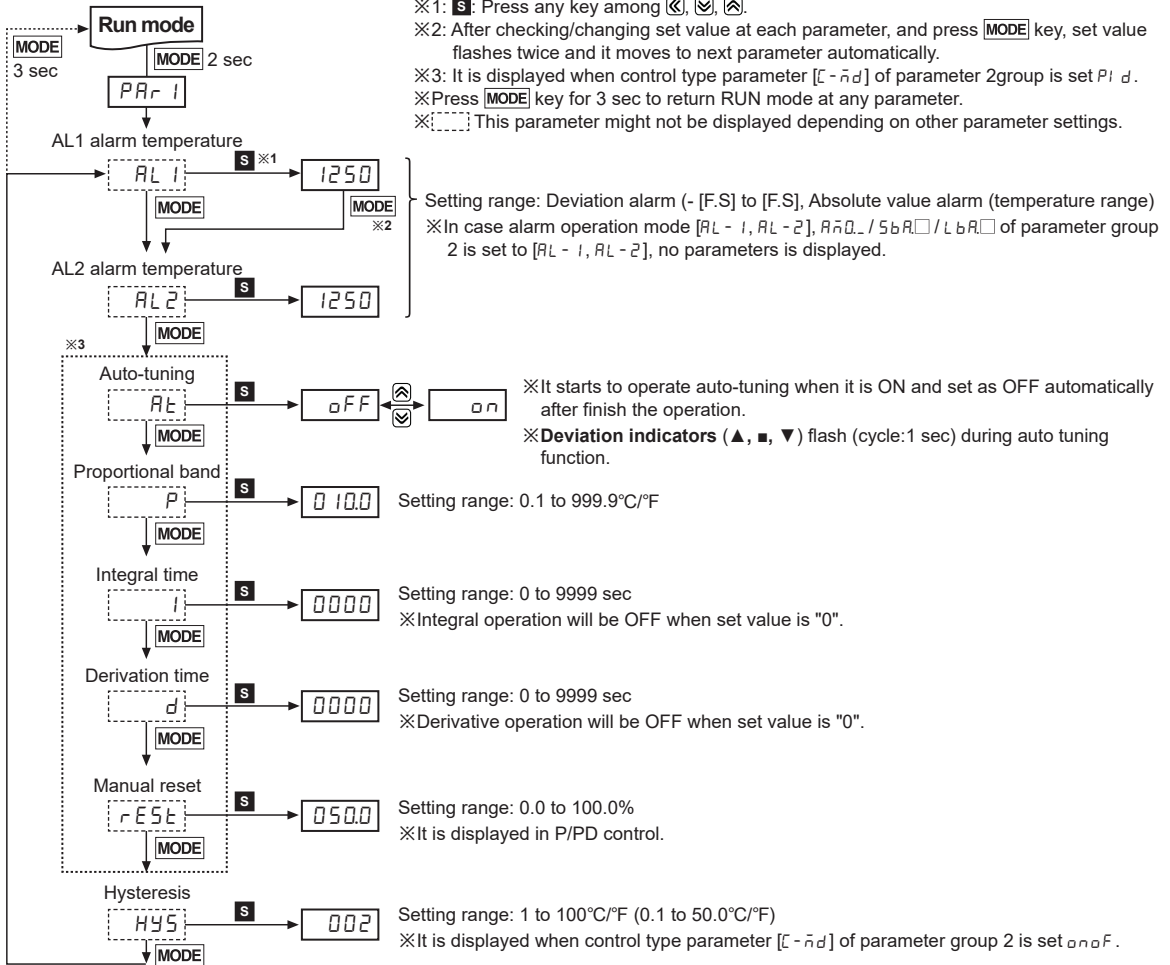 ※1: S: Press any key among «, ︾, ︽.
※2: After checking/changing set value at each parameter, and press MODE key, set value
flashes twice and it moves to next parameter automatically.
※3: It is displayed when control type parameter [C-md] of parameter 2group is set PId.
※Press MODE key for 3 sec to return RUN mode at any parameter.
※[ ] This parameter might not be displayed depending on other parameter settings.
Run mode
MODE
3 sec
MODE 2 sec
PAr1
AL1 alarm temperature
AL1
S ※1
1250
MODE
MODE
※2
Setting range: Deviation alarm (- [F.S] to [F.S], Absolute value alarm (temperature range)
※In case alarm operation mode [AL-1, AL-2], Am0._ / SbA.□ / LbA.□ of parameter group
2 is set to [AL-1, AL-2], no parameters is displayed.
AL2 alarm temperature
AL2
S
1250
MODE
※3
Auto-tuning
At
S
oFF
on
※It starts to operate auto-tuning when it is ON and set as OFF automatically
after finish the operation.
※Deviation indicators (▲, ■, ▼) flash (cycle:1 sec) during auto tuning
function.
MODE
Proportional band
P
S
010.0
Setting range: 0.1 to 999.9°C/°F
MODE
Integral time
I
S
0000
Setting range: 0 to 9999 sec
※Integral operation will be OFF when set value is "0".
MODE
Derivation time
d
S
0000
Setting range: 0 to 9999 sec
※Derivative operation will be OFF when set value is "0".
MODE
Manual reset
rESt
S
050.0
Setting range: 0.0 to 100.0%
※It is displayed in P/PD control.
MODE
Hysteresis
HYS
S
002
Setting range: 1 to 100°C/°F (0.1 to 50.0°C/°F)
※It is displayed when control type parameter [C-md] of parameter group 2 is set onoF.
MODE